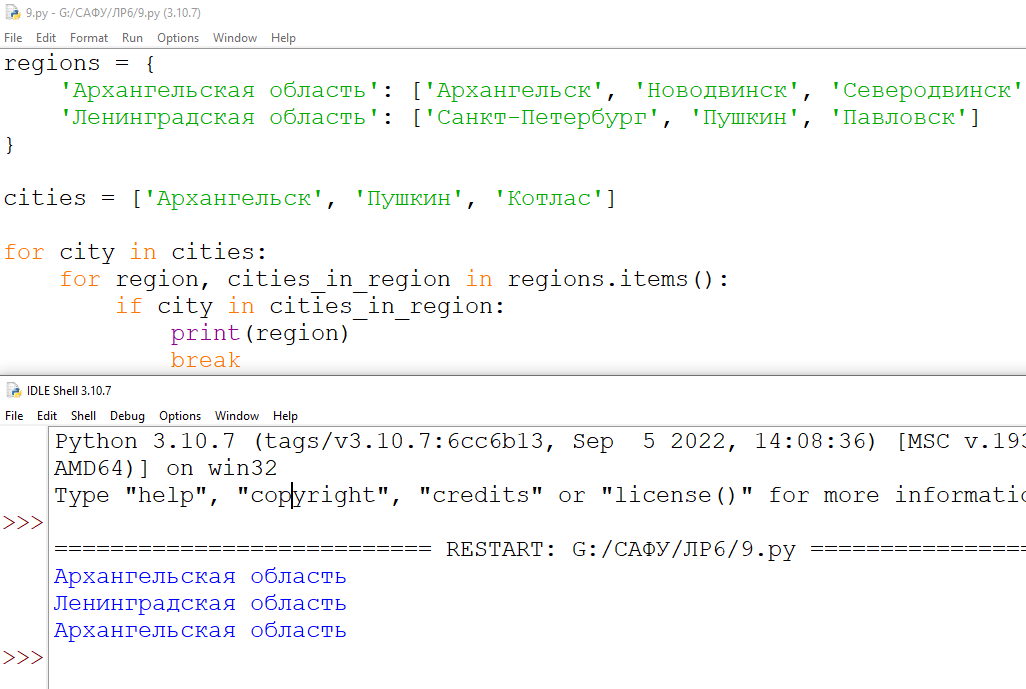 9.py - G:/САФУ/ЛР6/9.py (3.10.7)
File Edit Format Run Options Window Help
regions = {
    'Архангельская область': ['Архангельск', 'Новодвинск', 'Северодвинск'
    'Ленинградская область': ['Санкт-Петербург', 'Пушкин', 'Павловск']
}
cities = ['Архангельск', 'Пушкин', 'Котлас']
for city in cities:
    for region, cities_in_region in regions.items():
        if city in cities_in_region:
            print(region)
            break
IDLE Shell 3.10.7
File Edit Shell Debug Options Window Help
Python 3.10.7 (tags/v3.10.7:6cc6b13, Sep  5 2022, 14:08:36) [MSC v.193
AMD64)] on win32
Type "help", "copyright", "credits" or "license()" for more informatio
>>>
=========================== RESTART: G:/САФУ/ЛР6/9.py ================
Архангельская область
Ленинградская область
Архангельская область
>>>